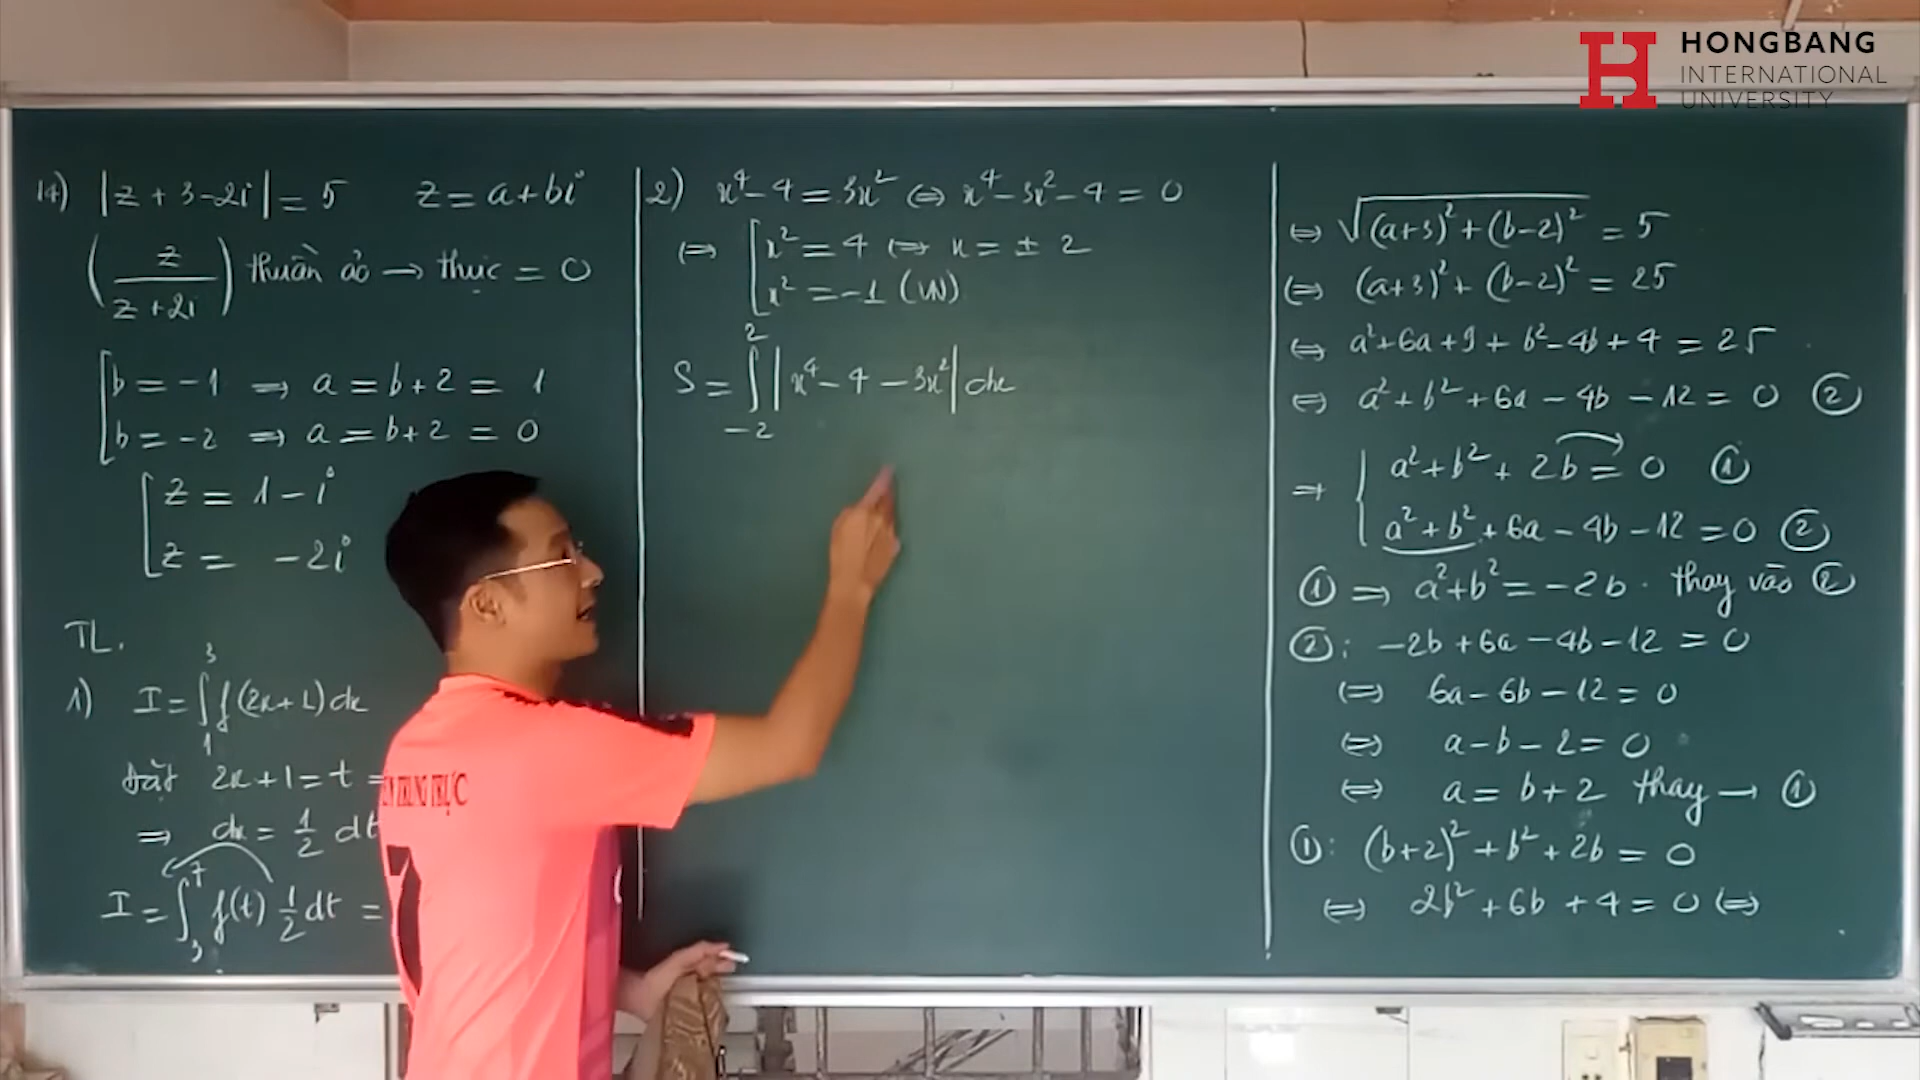 HONGBANG
INTERNATIONAL
UNIVERSITY
14) |z + 3 - 2i| = 5 z = a + bi
(z / (z + 2i)) thuần ảo → thực = 0
[ b = -1 ⇒ a = b + 2 = 1
[ b = -2 ⇒ a = b + 2 = 0
[ z = 1 - i
[ z = -2i
TL.
1) I = ∫₁³ f(2x+1) dx
Đặt 2x + 1 = t =
⇒ dx = 1/2 dt
I = ∫₃⁷ f(t) 1/2 dt =
2) x⁴ - 4 = 3x² ⇔ x⁴ - 3x² - 4 = 0
⇔ [ x² = 4 ⇔ x = ± 2
[ x² = -1 (VN)
S = ∫₋₂² |x⁴ - 4 - 3x²| dx
⇔ √((a+3)² + (b-2)²) = 5
⇔ (a+3)² + (b-2)² = 25
⇔ a² + 6a + 9 + b² - 4b + 4 = 25
⇔ a² + b² + 6a - 4b - 12 = 0 ②
⇒ { a² + b² + 2b = 0 ①
{ a² + b² + 6a - 4b - 12 = 0 ②
① ⇒ a² + b² = -2b . thay vào ②
②: -2b + 6a - 4b - 12 = 0
⇔ 6a - 6b - 12 = 0
⇔ a - b - 2 = 0
⇔ a = b + 2 thay → ①
①: (b+2)² + b² + 2b = 0
⇔ 2b² + 6b + 4 = 0 ⇔